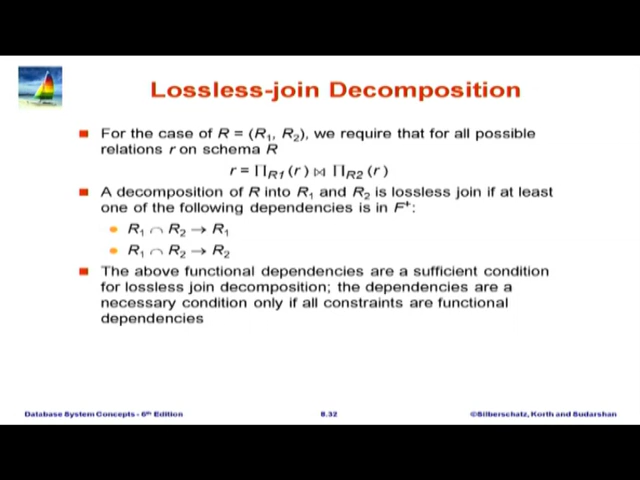 Lossless-join Decomposition
For the case of R = (R1, R2), we require that for all possible
relations r on schema R
r = ∏R1 (r) ⋈ ∏R2 (r)
A decomposition of R into R1 and R2 is lossless join if at least
one of the following dependencies is in F+:
R1 ∩ R2 → R1
R1 ∩ R2 → R2
The above functional dependencies are a sufficient condition
for lossless join decomposition; the dependencies are a
necessary condition only if all constraints are functional
dependencies
Database System Concepts - 6th Edition 8.32 ©Silberschatz, Korth and Sudarshan